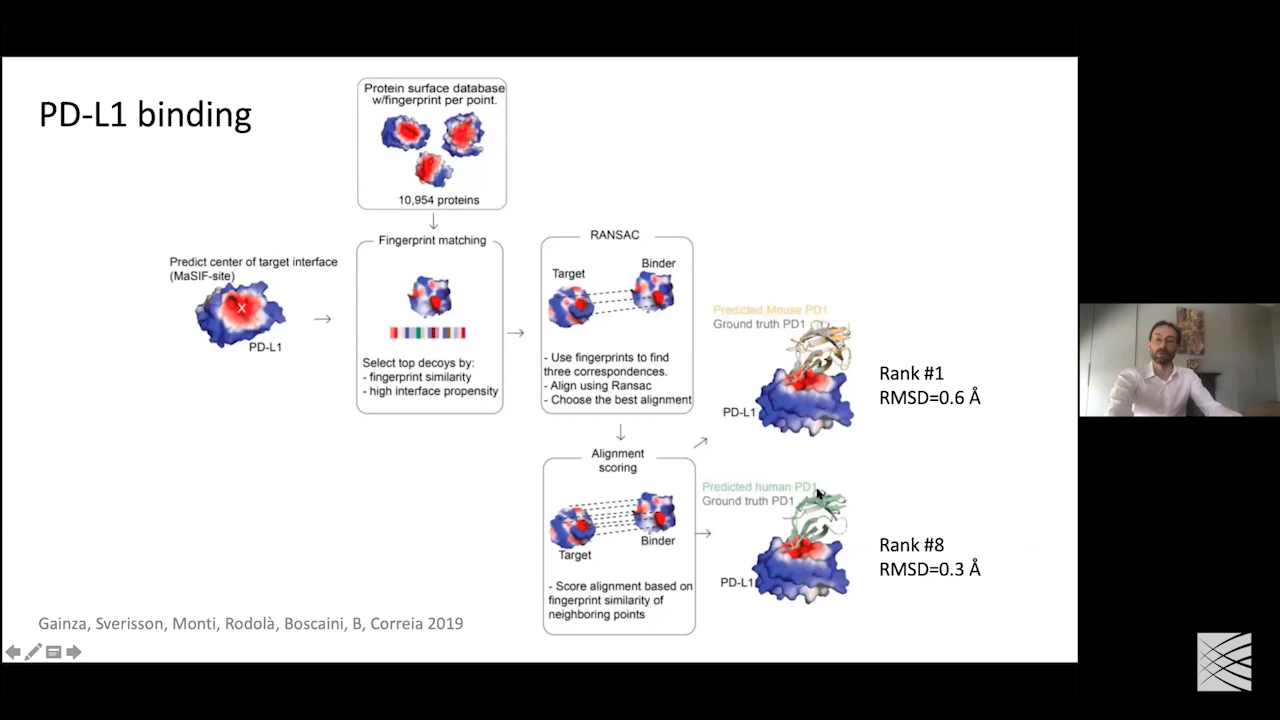 PD-L1 binding
Protein surface database
w/fingerprint per point.
10,954 proteins
Predict center of target interface
(MaSIF-site)
X
PD-L1
Fingerprint matching
Select top decoys by:
- fingerprint similarity
- high interface propensity
RANSAC
Target
Binder
- Use fingerprints to find
three correspondences.
- Align using Ransac
- Choose the best alignment
Alignment
scoring
Target
Binder
- Score alignment based on
fingerprint similarity of
neighboring points
Predicted Mouse PD1
Ground truth PD1
PD-L1
Rank #1
RMSD=0.6 Å
Predicted human PD1
Ground truth PD1
PD-L1
Rank #8
RMSD=0.3 Å
Gainza, Sverisson, Monti, Rodolà, Boscaini, B, Correia 2019